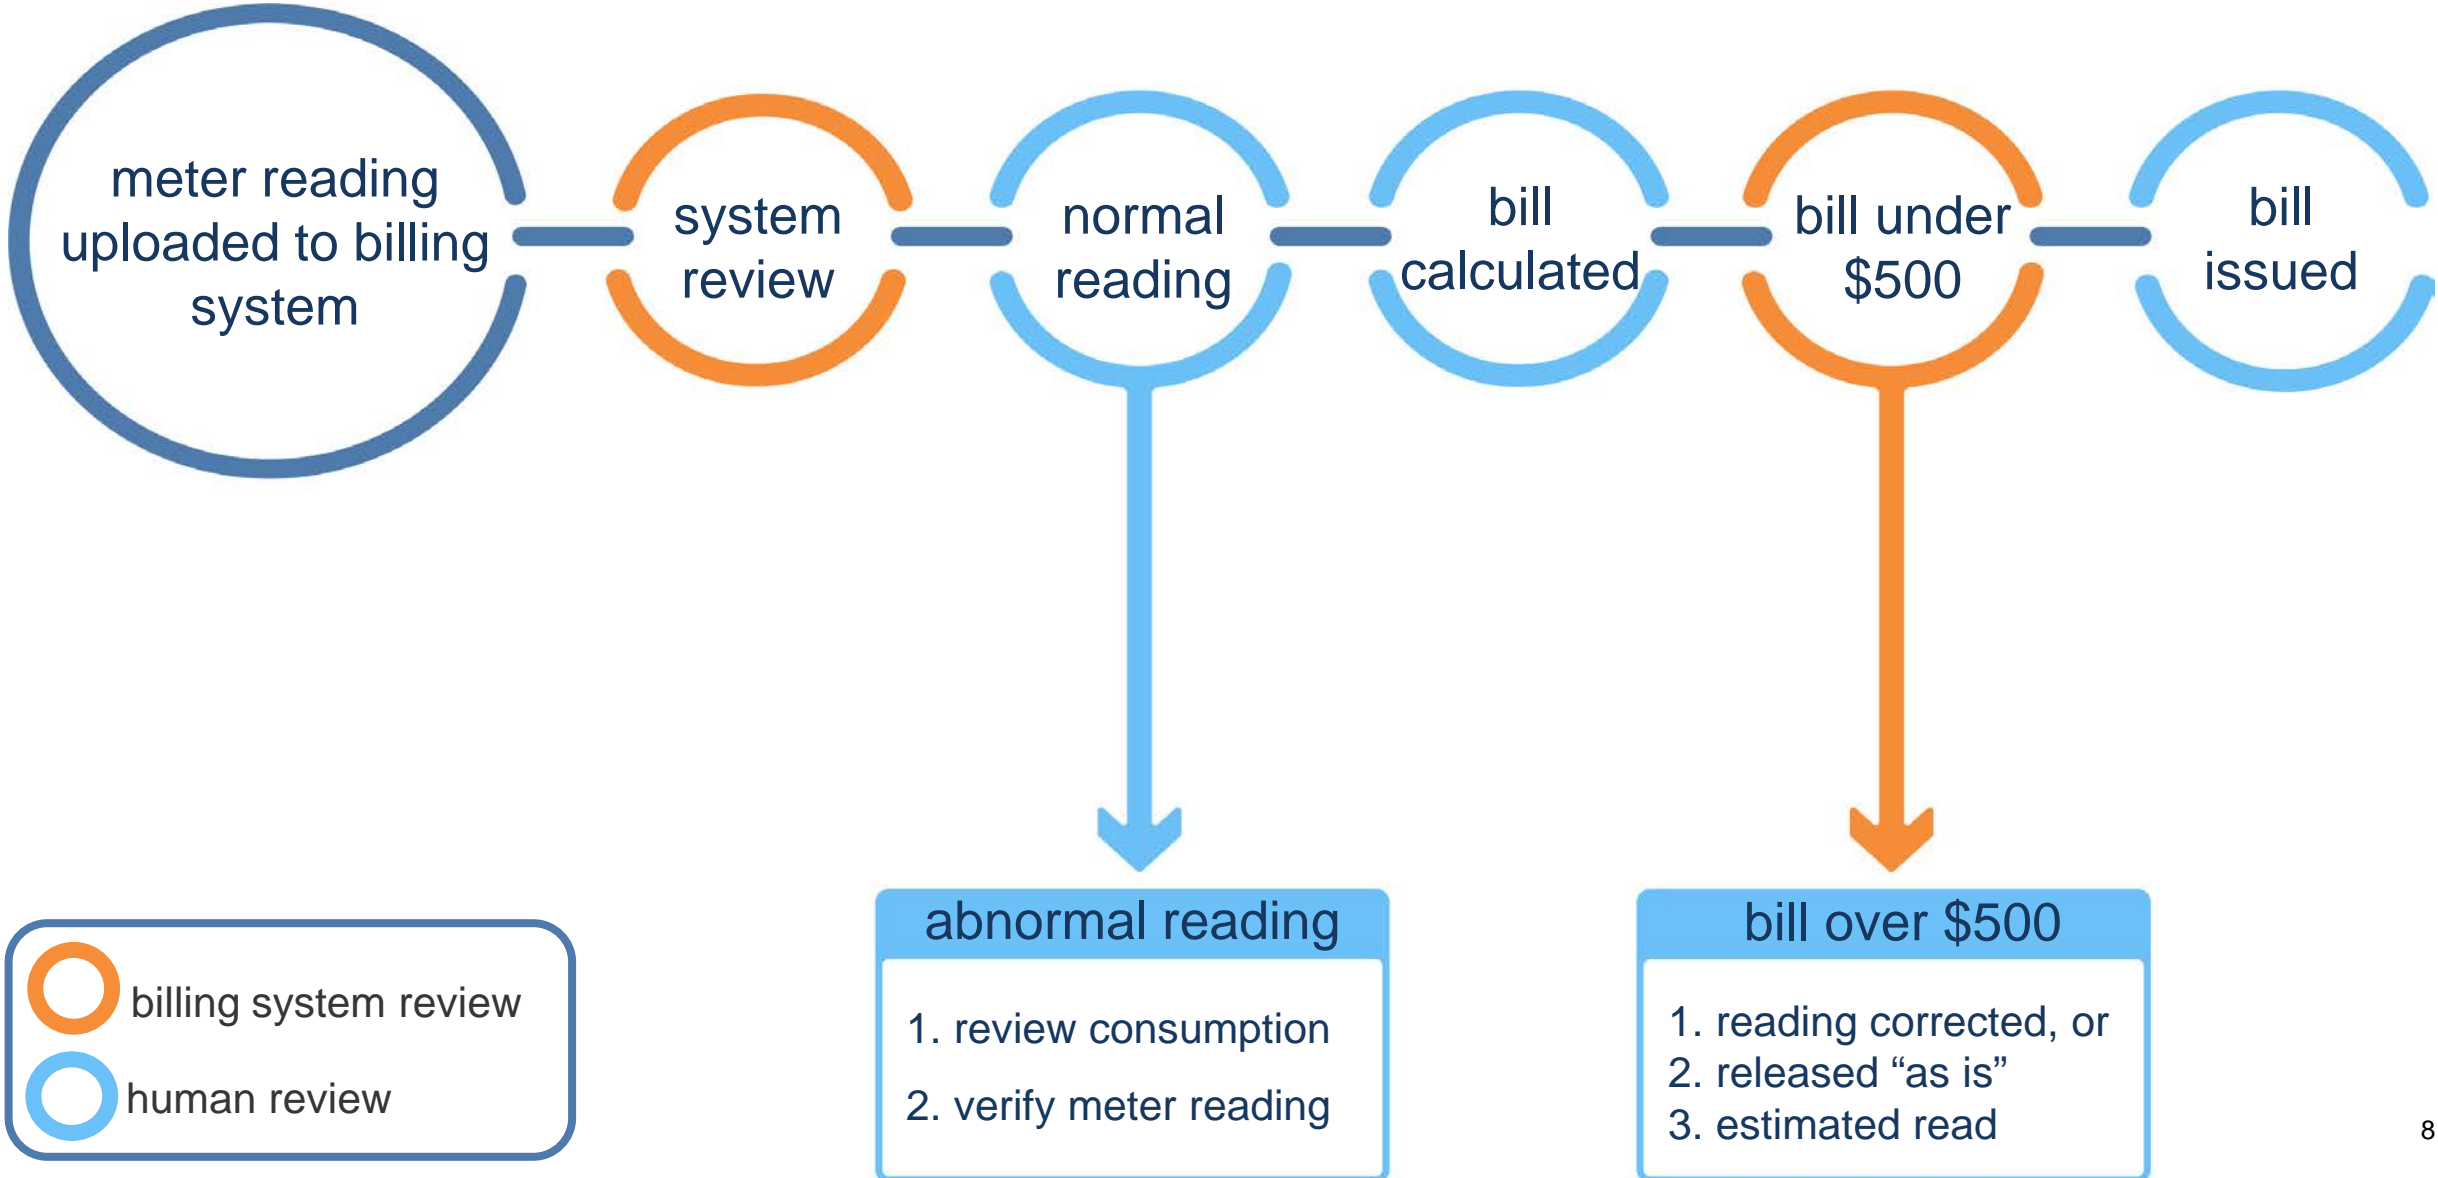 meter reading
uploaded to billing
system
system
review
normal
reading
bill
calculated
bill under
$500
bill
issued
abnormal reading
1. review consumption
2. verify meter reading
bill over $500
1. reading corrected, or
2. released “as is”
3. estimated read
billing system review
human review
8